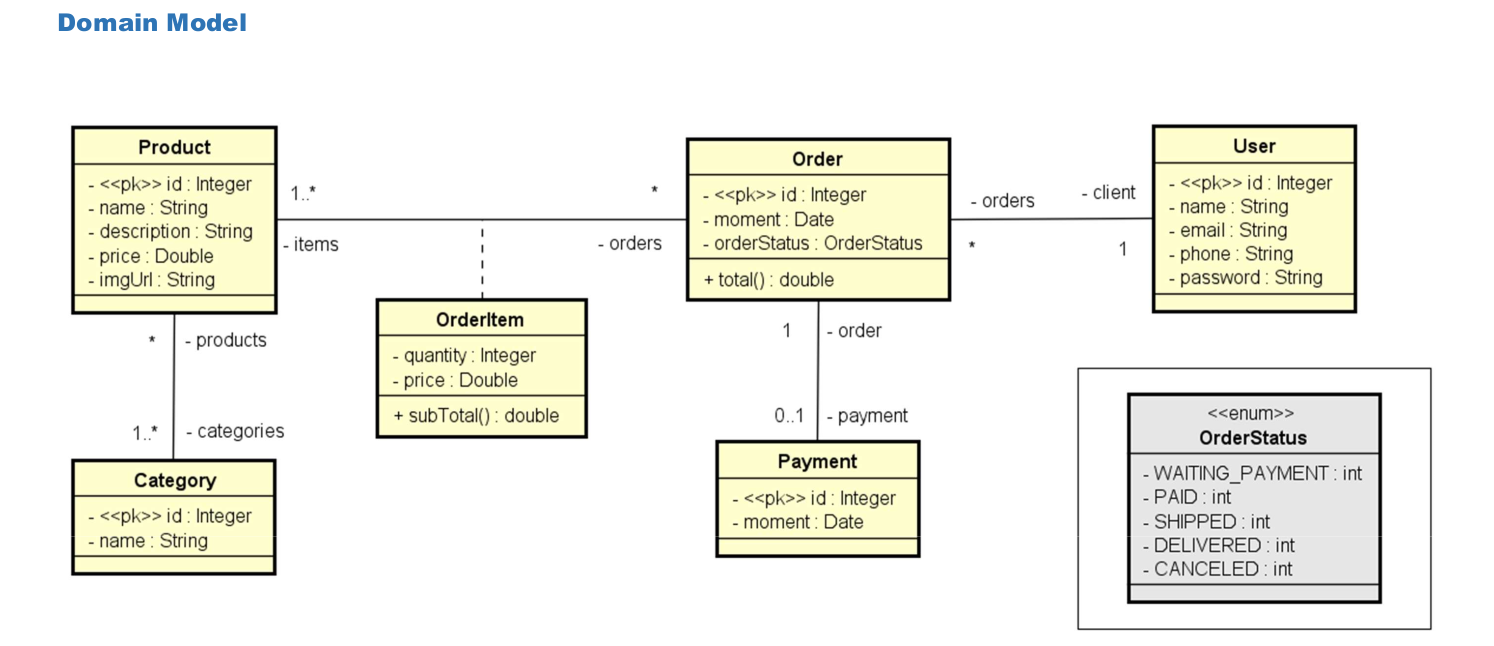 Domain Model
Product
- <<pk>> id : Integer
- name : String
- description : String
- price : Double
- imgUrl : String
1..*
- items
*
- orders
Order
- <<pk>> id : Integer
- moment : Date
- orderStatus : OrderStatus
+ total() : double
- orders
*
- client
1
User
- <<pk>> id : Integer
- name : String
- email : String
- phone : String
- password : String
OrderItem
- quantity : Integer
- price : Double
+ subTotal() : double
* - products
1..* - categories
Category
- <<pk>> id : Integer
- name : String
1 - order
0..1 - payment
Payment
- <<pk>> id : Integer
- moment : Date
<<enum>>
OrderStatus
- WAITING_PAYMENT : int
- PAID : int
- SHIPPED : int
- DELIVERED : int
- CANCELED : int